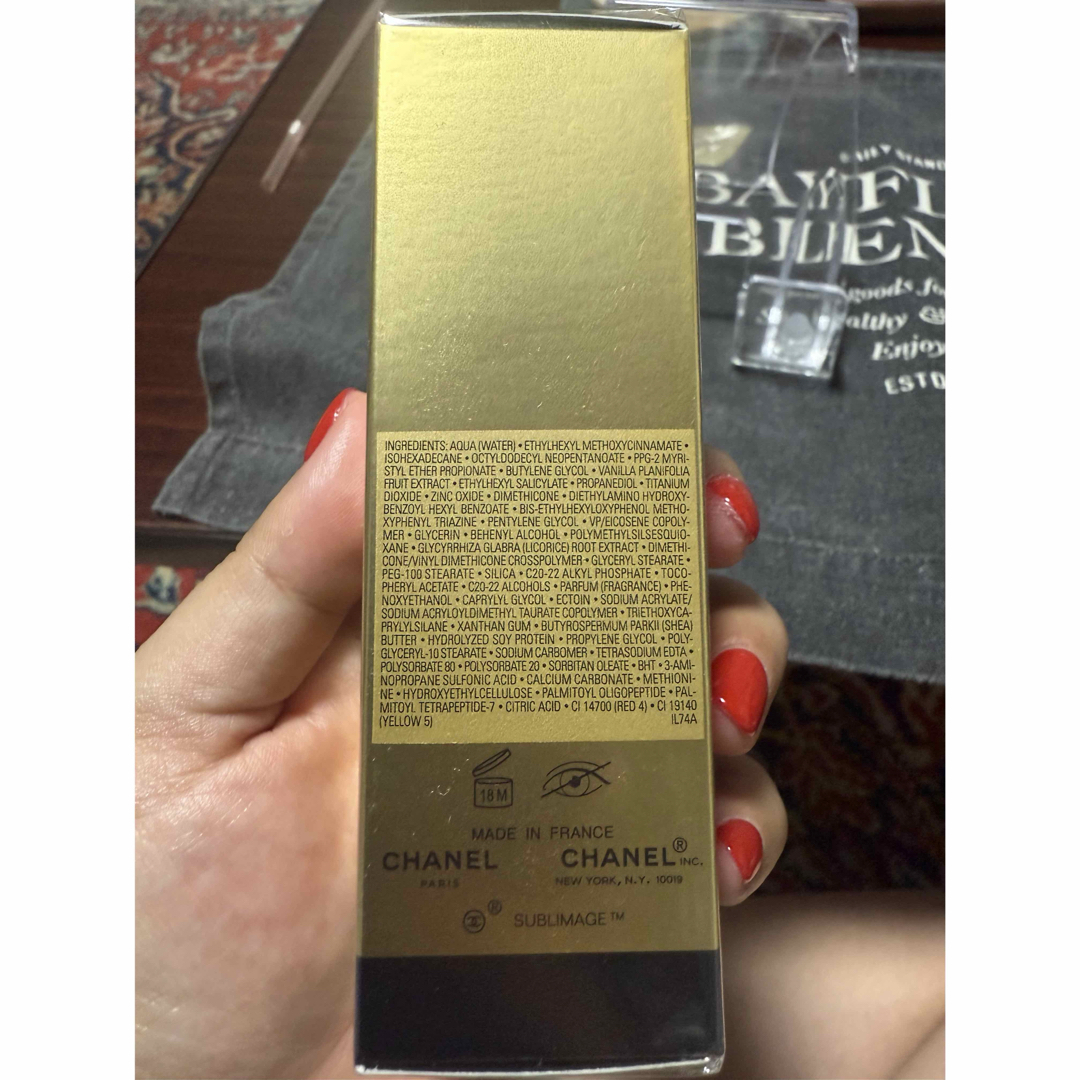 INGREDIENTS: AQUA (WATER) • ETHYLHEXYL METHOXYCINNAMATE •
ISOHEXADECANE • OCTYLDODECYL NEOPENTANOATE • PPG-2 MYRI-
STYL ETHER PROPIONATE • BUTYLENE GLYCOL • VANILLA PLANIFOLIA
FRUIT EXTRACT • ETHYLHEXYL SALICYLATE • PROPANEDIOL • TITANIUM
DIOXIDE • ZINC OXIDE • DIMETHICONE • DIETHYLAMINO HYDROXY-
BENZOYL HEXYL BENZOATE • BIS-ETHYLHEXYLOXYPHENOL METHO-
XYPHENYL TRIAZINE • PENTYLENE GLYCOL • VP/EICOSENE COPOLY-
MER • GLYCERIN • BEHENYL ALCOHOL • POLYMETHYLSILSESQUIO-
XANE • GLYCYRRHIZA GLABRA (LICORICE) ROOT EXTRACT • DIMETHI-
CONE/VINYL DIMETHICONE CROSSPOLYMER • GLYCERYL STEARATE •
PEG-100 STEARATE • SILICA • C20-22 ALKYL PHOSPHATE • TOCO-
PHERYL ACETATE • C20-22 ALCOHOLS • PARFUM (FRAGRANCE) • PHE-
NOXYETHANOL • CAPRYLYL GLYCOL • ECTOIN • SODIUM ACRYLATE/
SODIUM ACRYLOYLDIMETHYL TAURATE COPOLYMER • TRIETHOXYCA-
PRYLYLSILANE • XANTHAN GUM • BUTYROSPERMUM PARKII (SHEA)
BUTTER • HYDROLYZED SOY PROTEIN • PROPYLENE GLYCOL • POLY-
GLYCERYL-10 STEARATE • SODIUM CARBOMER • TETRASODIUM EDTA •
POLYSORBATE 80 • POLYSORBATE 20 • SORBITAN OLEATE • BHT • 3-AMI-
NOPROPANE SULFONIC ACID • CALCIUM CARBONATE • METHIONI-
NE • HYDROXYETHYLCELLULOSE • PALMITOYL OLIGOPEPTIDE • PAL-
MITOYL TETRAPEPTIDE-7 • CITRIC ACID • CI 14700 (RED 4) • CI 19140
(YELLOW 5) IL74A
18 M
MADE IN FRANCE
CHANEL CHANEL® INC.
PARIS NEW YORK, N.Y. 10019
® SUBLIMAGE™
BLEN
goods
Enjoy
ESTD